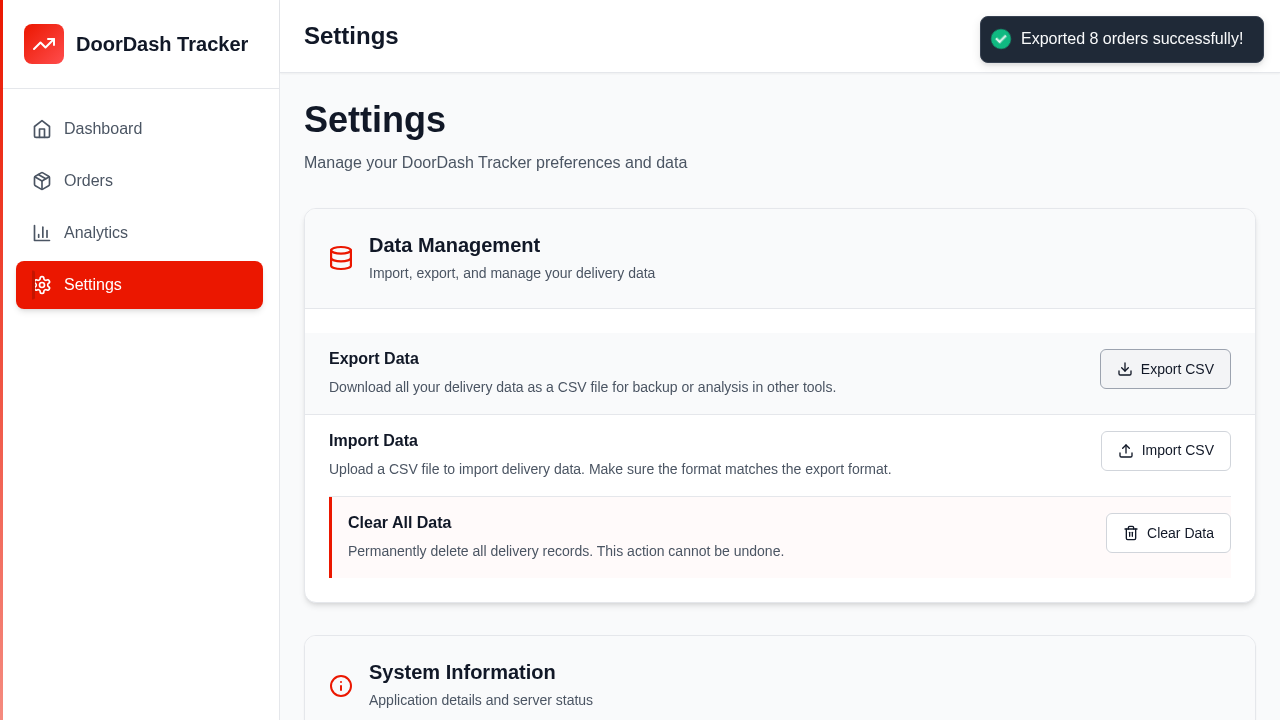 DoorDash Tracker
Dashboard
Orders
Analytics
Settings
Settings
Exported 8 orders successfully!
Settings
Manage your DoorDash Tracker preferences and data
Data Management
Import, export, and manage your delivery data
Export Data
Download all your delivery data as a CSV file for backup or analysis in other tools.
Export CSV
Import Data
Upload a CSV file to import delivery data. Make sure the format matches the export format.
Import CSV
Clear All Data
Permanently delete all delivery records. This action cannot be undone.
Clear Data
System Information
Application details and server status